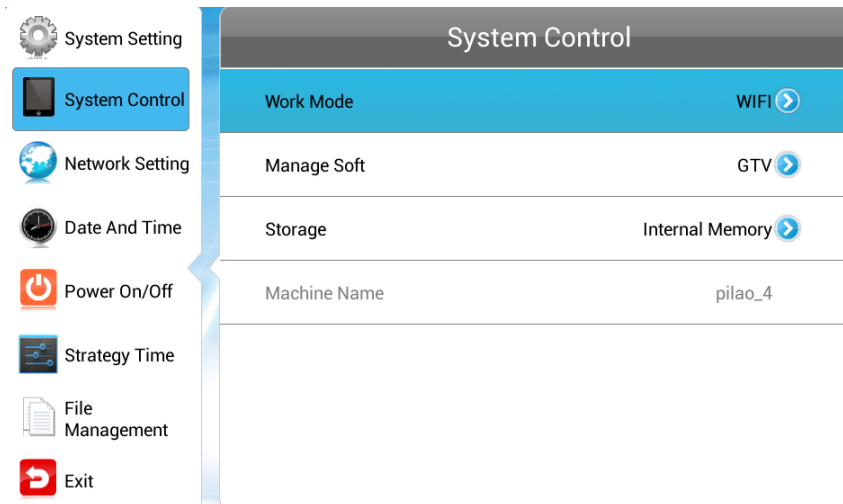 System Setting
System Control
Network Setting
Date And Time
Power On/Off
Strategy Time
File
Management
Exit
System Control
Work Mode WIFI
Manage Soft GTV
Storage Internal Memory
Machine Name pilao_4